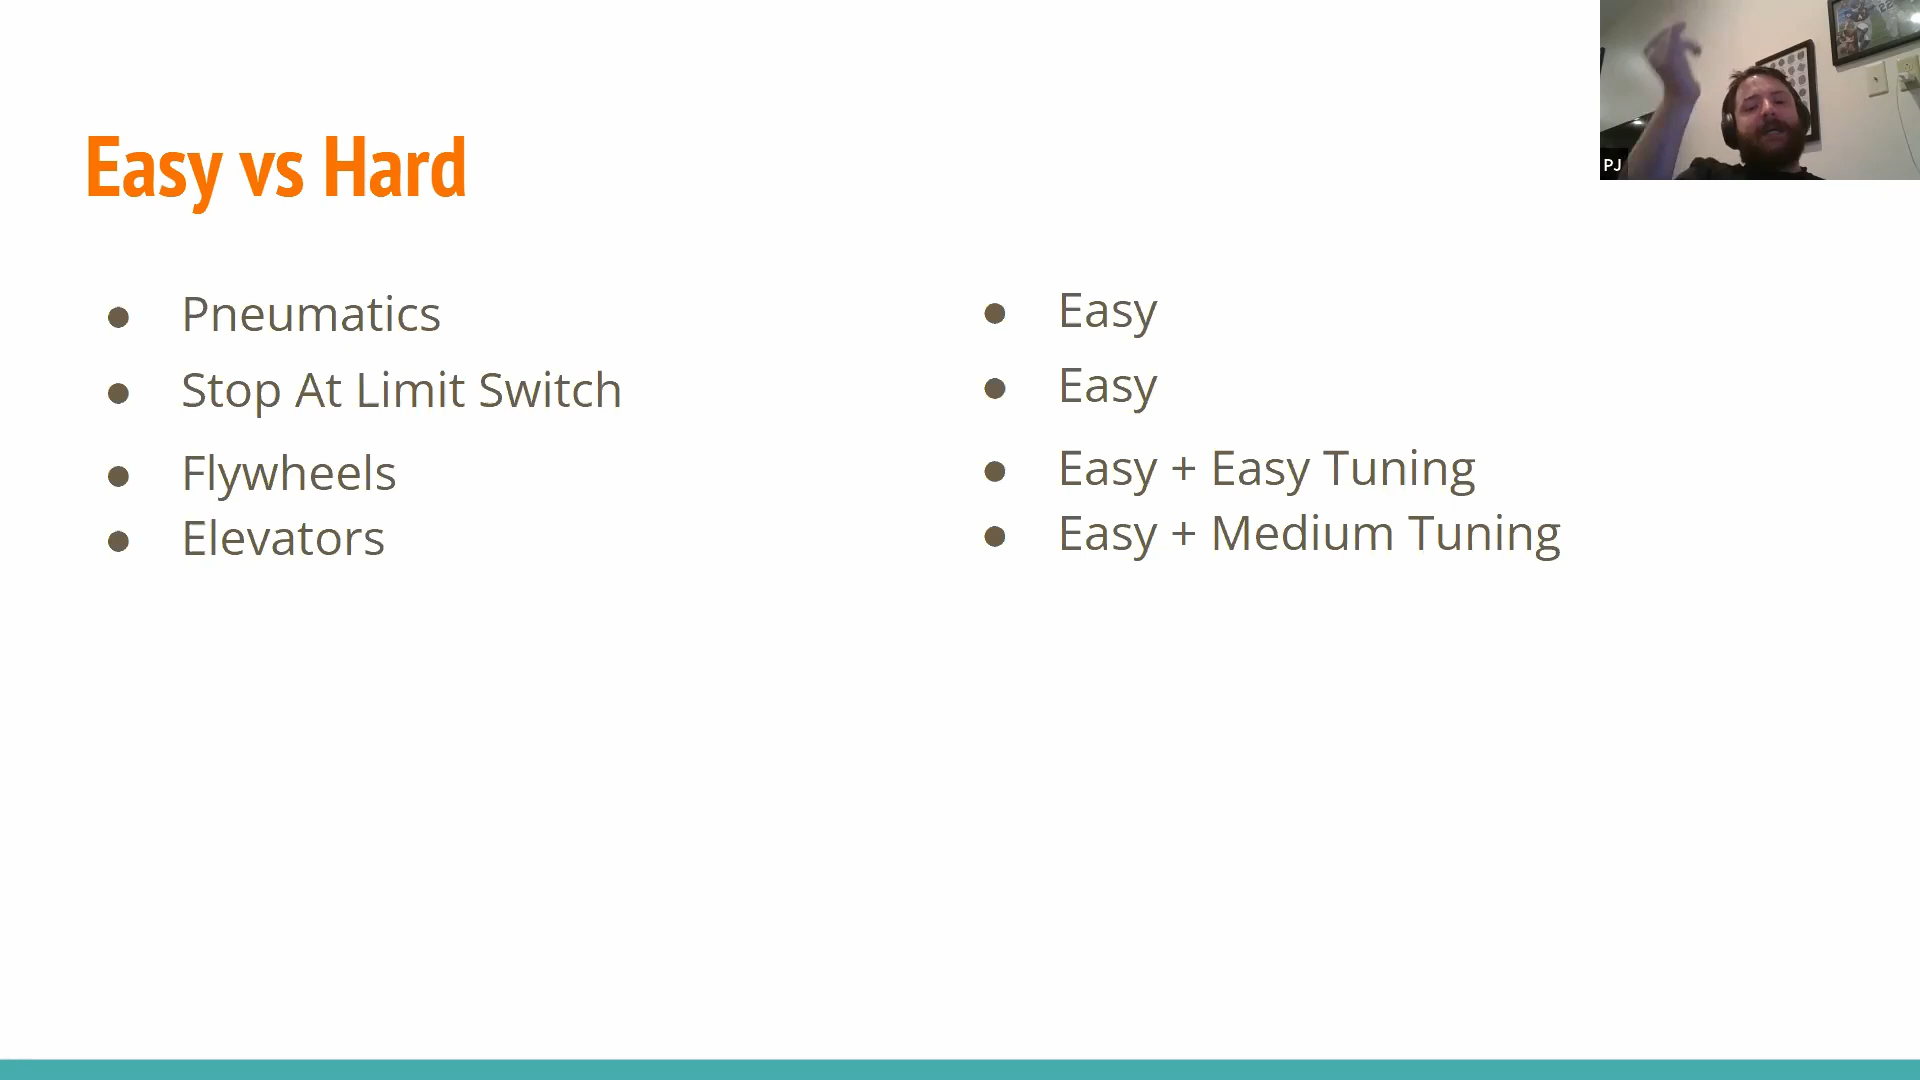 Easy vs Hard
Pneumatics
Easy
Stop At Limit Switch
Easy
Flywheels
Easy + Easy Tuning
Elevators
Easy + Medium Tuning
PJ